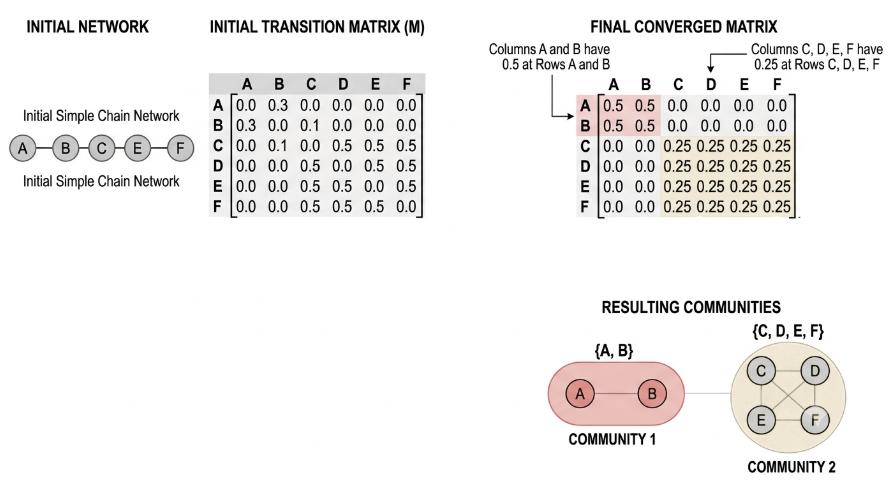 INITIAL NETWORK
Initial Simple Chain Network
A B C E F
Initial Simple Chain Network
INITIAL TRANSITION MATRIX (M)
A B C D E F
A 0.0 0.3 0.0 0.0 0.0 0.0
B 0.3 0.0 0.1 0.0 0.0 0.0
C 0.0 0.1 0.0 0.5 0.5 0.5
D 0.0 0.0 0.5 0.0 0.5 0.5
E 0.0 0.0 0.5 0.5 0.0 0.5
F 0.0 0.0 0.5 0.5 0.5 0.0
FINAL CONVERGED MATRIX
Columns A and B have
0.5 at Rows A and B
Columns C, D, E, F have
0.25 at Rows C, D, E, F
A B C D E F
A 0.5 0.5 0.0 0.0 0.0 0.0
B 0.5 0.5 0.0 0.0 0.0 0.0
C 0.0 0.0 0.25 0.25 0.25 0.25
D 0.0 0.0 0.25 0.25 0.25 0.25
E 0.0 0.0 0.25 0.25 0.25 0.25
F 0.0 0.0 0.25 0.25 0.25 0.25
RESULTING COMMUNITIES
{A, B}
A B
COMMUNITY 1
{C, D, E, F}
C D
E F
COMMUNITY 2